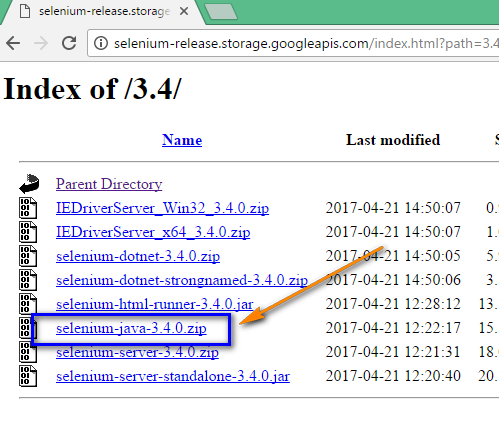 selenium-release.storage
selenium-release.storage.googleapis.com/index.html?path=3.4
Index of /3.4/
Name Last modified S
Parent Directory
IEDriverServer_Win32_3.4.0.zip 2017-04-21 14:50:07 0.
IEDriverServer_x64_3.4.0.zip 2017-04-21 14:50:07 1.
selenium-dotnet-3.4.0.zip 2017-04-21 14:50:05 5.
selenium-dotnet-strongnamed-3.4.0.zip 2017-04-21 14:50:06 3.
selenium-html-runner-3.4.0.jar 2017-04-21 12:28:12 13.
selenium-java-3.4.0.zip 2017-04-21 12:22:17 15.
selenium-server-3.4.0.zip 2017-04-21 12:21:31 18.
selenium-server-standalone-3.4.0.jar 2017-04-21 12:20:40 20.